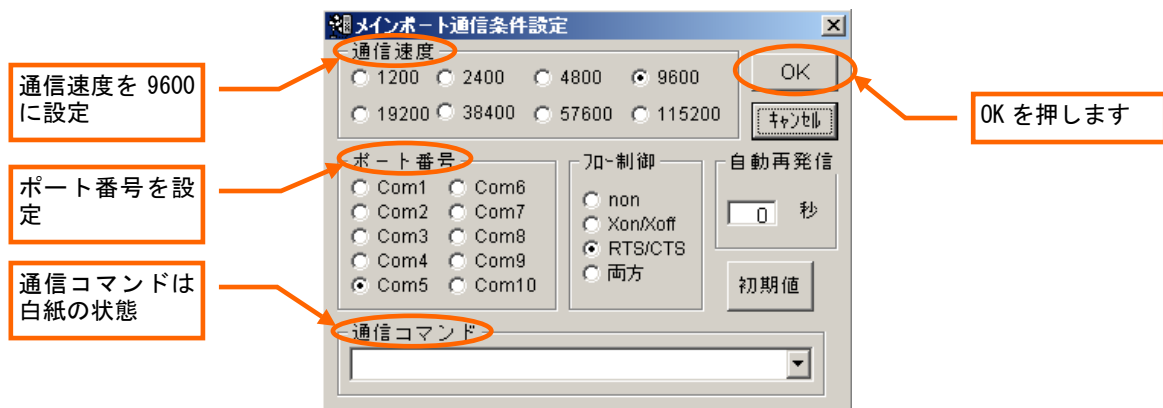 メインポート通信条件設定
通信速度
1200 2400 4800 9600
19200 38400 57600 115200
OK
ｷｬﾝｾﾙ
ポート番号
Com1 Com6
Com2 Com7
Com3 Com8
Com4 Com9
Com5 Com10
ﾌﾛｰ制御
non
Xon/Xoff
RTS/CTS
両方
自動再発信
0 秒
初期値
通信コマンド
通信速度を 9600
に設定
ポート番号を設
定
通信コマンドは
白紙の状態
OK を押します